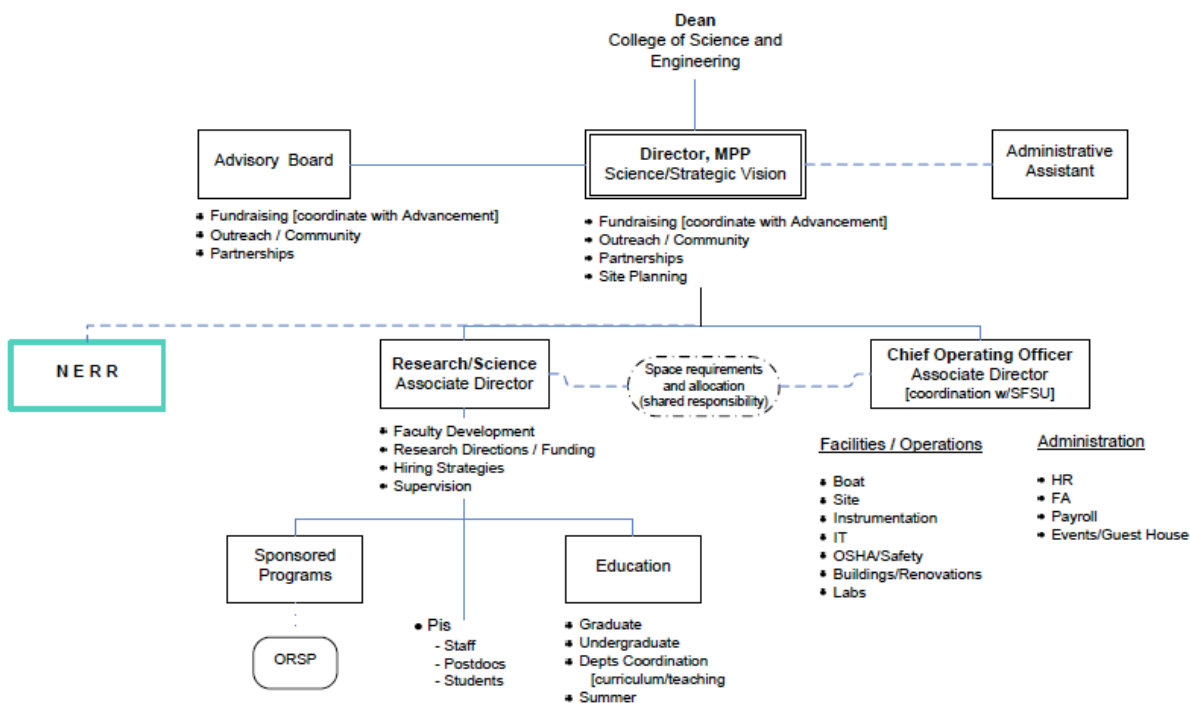 Dean
College of Science and
Engineering
Advisory Board
Director, MPP
Science/Strategic Vision
Administrative
Assistant
Fundraising [coordinate with Advancement]
Outreach / Community
Partnerships
Fundraising [coordinate with Advancement]
Outreach / Community
Partnerships
Site Planning
N E R R
Research/Science
Associate Director
Space requirements
and allocation
(shared responsibility)
Chief Operating Officer
Associate Director
[coordination w/SFSU]
Faculty Development
Research Directions / Funding
Hiring Strategies
Supervision
Facilities / Operations
Boat
Site
Instrumentation
IT
OSHA/Safety
Buildings/Renovations
Labs
Administration
HR
FA
Payroll
Events/Guest House
Sponsored
Programs
ORSP
Pis
- Staff
- Postdocs
- Students
Education
Graduate
Undergraduate
Depts Coordination
[curriculum/teaching
Summer